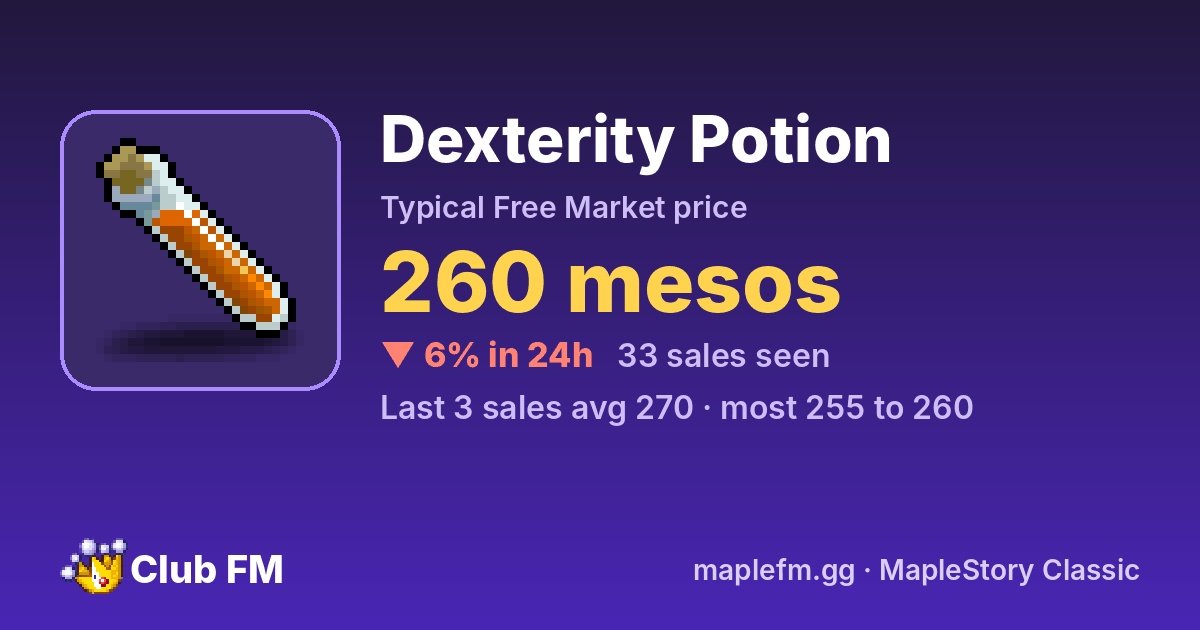 Dexterity Potion
Typical Free Market price
260 mesos
▼ 6% in 24h 33 sales seen
Last 3 sales avg 270 · most 255 to 260
Club FM
maplefm.gg · MapleStory Classic